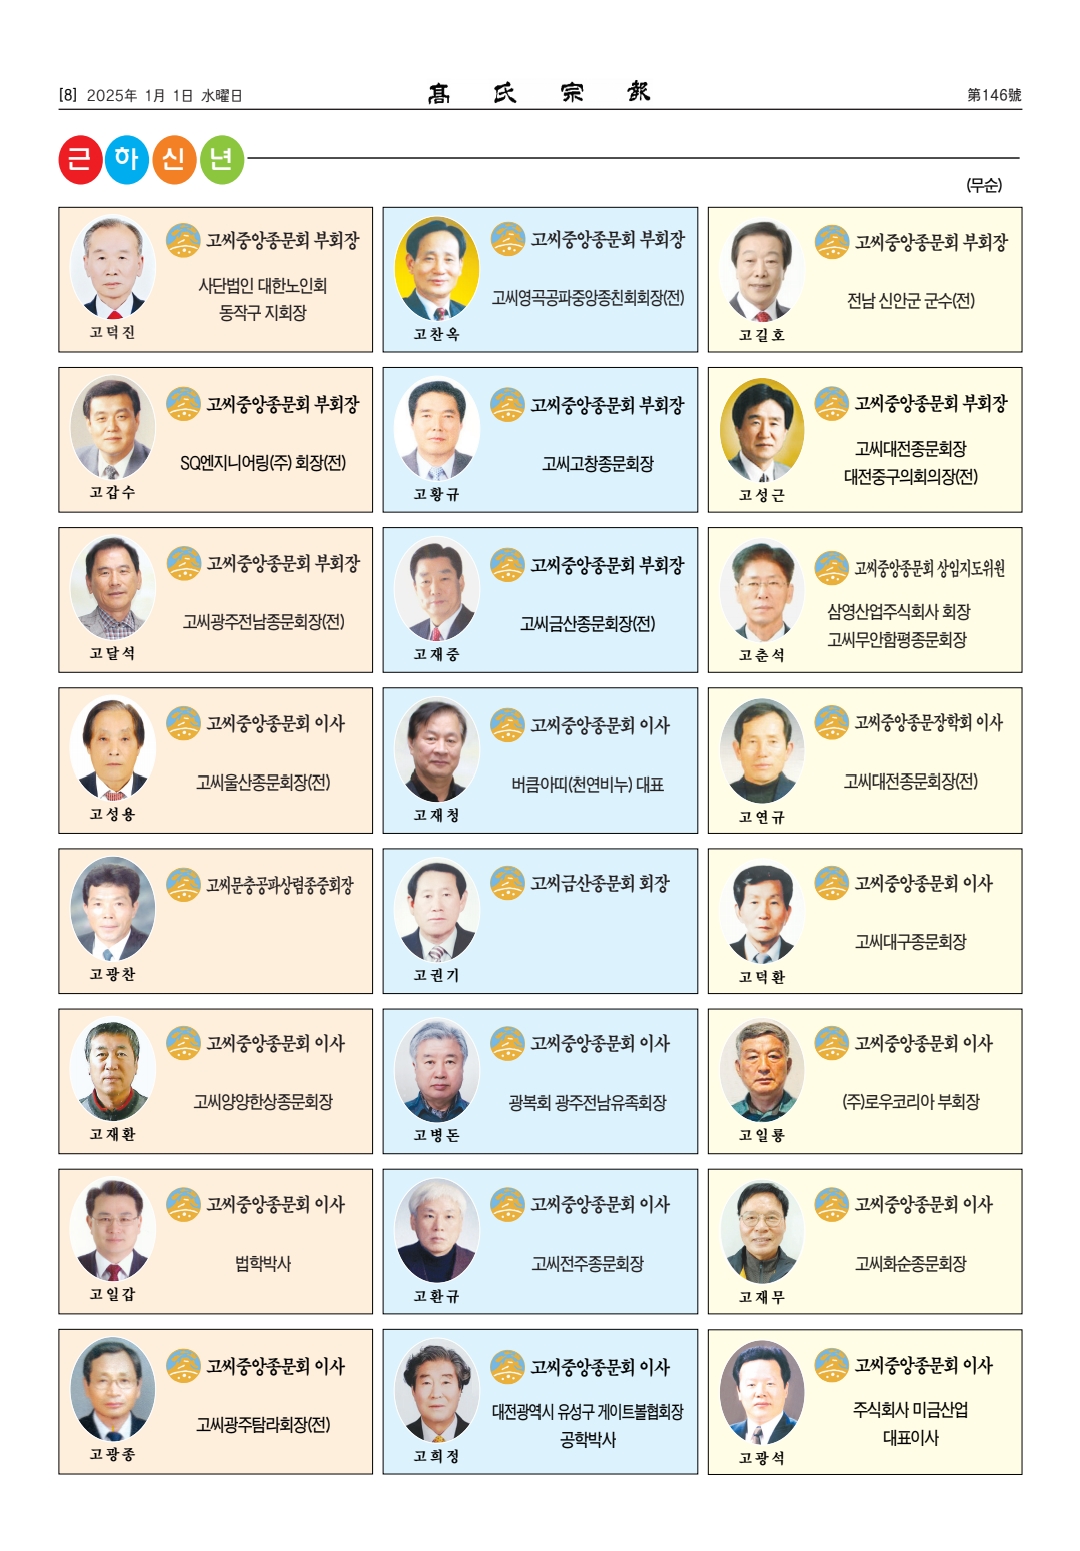 [8] 2025年 1月 1日 水曜日
高氏宗報
第146號
근하신년
(무순)
고씨중앙종문회 부회장
사단법인 대한노인회
동작구 지회장
고덕진
고씨중앙종문회 부회장
고씨영곡공파중앙종친회회장(전)
고찬옥
고씨중앙종문회 부회장
전남 신안군 군수(전)
고길호
고씨중앙종문회 부회장
SQ엔지니어링(주) 회장(전)
고갑수
고씨중앙종문회 부회장
고씨고창종문회장
고황규
고씨중앙종문회 부회장
고씨대전종문회장
대전중구의회의장(전)
고성근
고씨중앙종문회 부회장
고씨광주전남종문회장(전)
고달석
고씨중앙종문회 부회장
고씨금산종문회장(전)
고재중
고씨중앙종문회 상임지도위원
삼영산업주식회사 회장
고씨무안함평종문회장
고춘석
고씨중앙종문회 이사
고씨울산종문회장(전)
고성용
고씨중앙종문회 이사
버큼아띠(천연비누) 대표
고재청
고씨중앙종문장학회 이사
고씨대전종문회장(전)
고연규
고씨문충공파상렴종중회장
고광찬
고씨금산종문회 회장
고권기
고씨중앙종문회 이사
고씨대구종문회장
고덕환
고씨중앙종문회 이사
고씨양양한상종문회장
고재환
고씨중앙종문회 이사
광복회 광주전남유족회장
고병돈
고씨중앙종문회 이사
(주)로우코리아 부회장
고일룡
고씨중앙종문회 이사
법학박사
고일갑
고씨중앙종문회 이사
고씨전주종문회장
고환규
고씨중앙종문회 이사
고씨화순종문회장
고재무
고씨중앙종문회 이사
고씨광주탐라회장(전)
고광종
고씨중앙종문회 이사
대전광역시 유성구 게이트볼협회장
공학박사
고희정
고씨중앙종문회 이사
주식회사 미금산업
대표이사
고광석